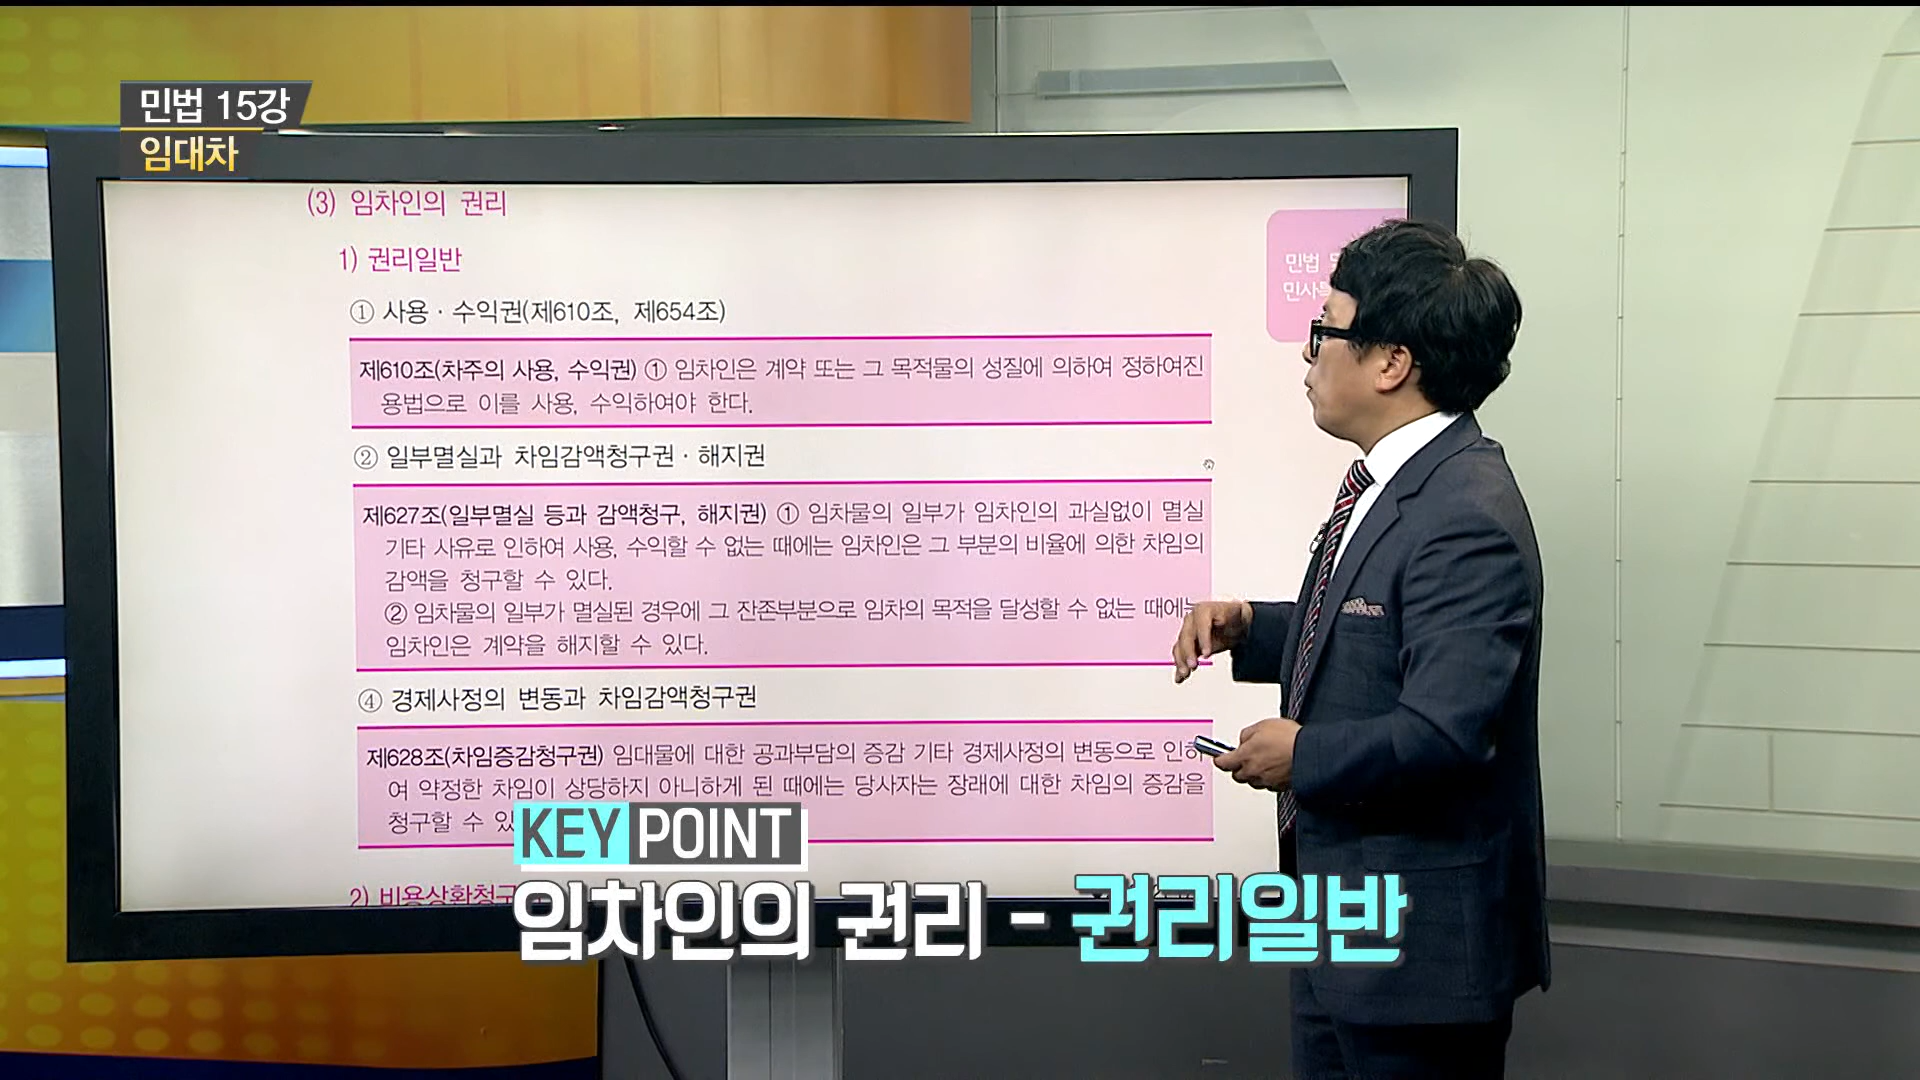 민법 15강
임대차
(3) 임차인의 권리
1) 권리일반
민법
① 사용·수익권(제610조, 제654조)
제610조(차주의 사용, 수익권) ① 임차인은 계약 또는 그 목적물의 성질에 의하여 정하여진
용법으로 이를 사용, 수익하여야 한다.
② 일부멸실과 차임감액청구권·해지권
제627조(일부멸실 등과 감액청구, 해지권) ① 임차물의 일부가 임차인의 과실없이 멸실
기타 사유로 인하여 사용, 수익할 수 없는 때에는 임차인은 그 부분의 비율에 의한 차임의
감액을 청구할 수 있다.
② 임차물의 일부가 멸실된 경우에 그 잔존부분으로 임차의 목적을 달성할 수 없는 때에는
임차인은 계약을 해지할 수 있다.
④ 경제사정의 변동과 차임감액청구권
제628조(차임증감청구권) 임대물에 대한 공과부담의 증감 기타 경제사정의 변동으로 인하
여 약정한 차임이 상당하지 아니하게 된 때에는 당사자는 장래에 대한 차임의 증감을
청구할 수
2) 비용상환청구
KEY POINT
임차인의 권리 - 권리일반